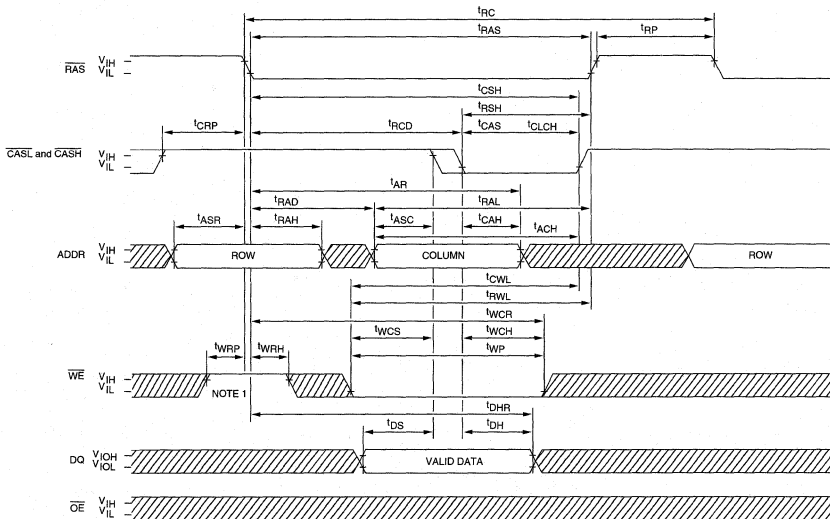 tRC
tRAS
tRP
RAS VIH
VIL
tCSH
tRSH
tCRP
tRCD
tCAS
tCLCH
CASL and CASH VIH
VIL
tAR
tRAD
tRAL
tASR
tRAH
tASC
tCAH
tACH
ADDR VIH
VIL
ROW
COLUMN
ROW
tCWL
tRWL
tWCR
tWCS
tWCH
tWRP
tWRH
tWP
WE VIH
VIL
NOTE 1
tDHR
tDS
tDH
DQ VIOH
VIOL
VALID DATA
OE VIH
VIL